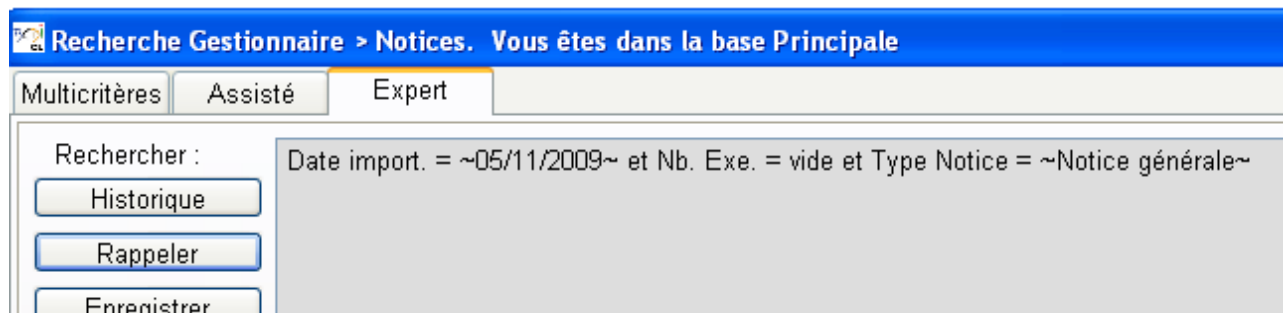 Recherche Gestionnaire > Notices. Vous êtes dans la base Principale
Multicritères Assisté Expert
Rechercher :
Date import. = ~05/11/2009~ et Nb. Exe. = vide et Type Notice = ~Notice générale~
Historique
Rappeler
Enregistrer